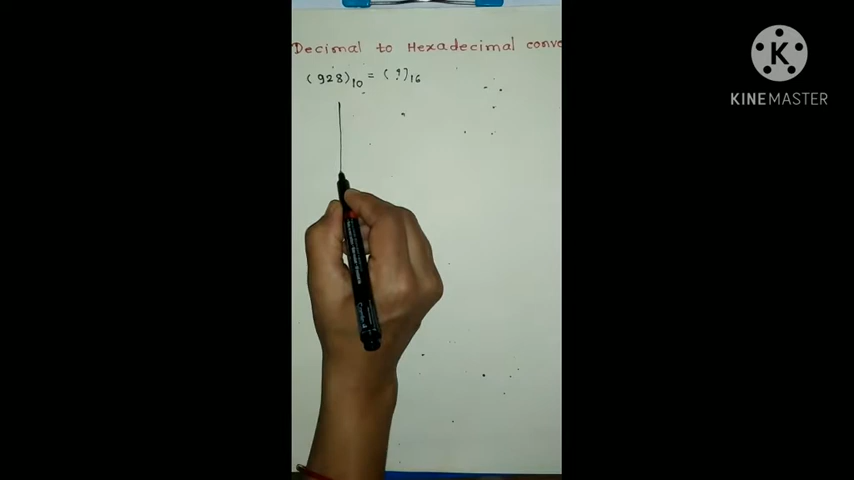 Decimal to Hexadecimal conve
(928)10 = (?)16
K
KINEMASTER